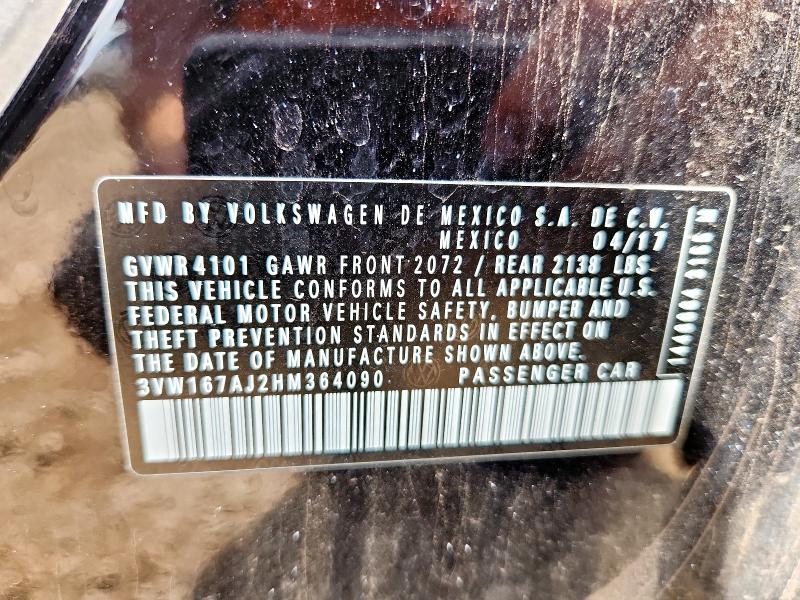 MFD BY VOLKSWAGEN DE MEXICO S.A. DE C.V.
MEXICO 04/17
GVWR 4101 GAWR FRONT 2072 / REAR 2138 LBS
THIS VEHICLE CONFORMS TO ALL APPLICABLE U.S.
FEDERAL MOTOR VEHICLE SAFETY, BUMPER AND
THEFT PREVENTION STANDARDS IN EFFECT ON
THE DATE OF MANUFACTURE SHOWN ABOVE.
3VW167AJ2HM364090 PASSENGER CAR